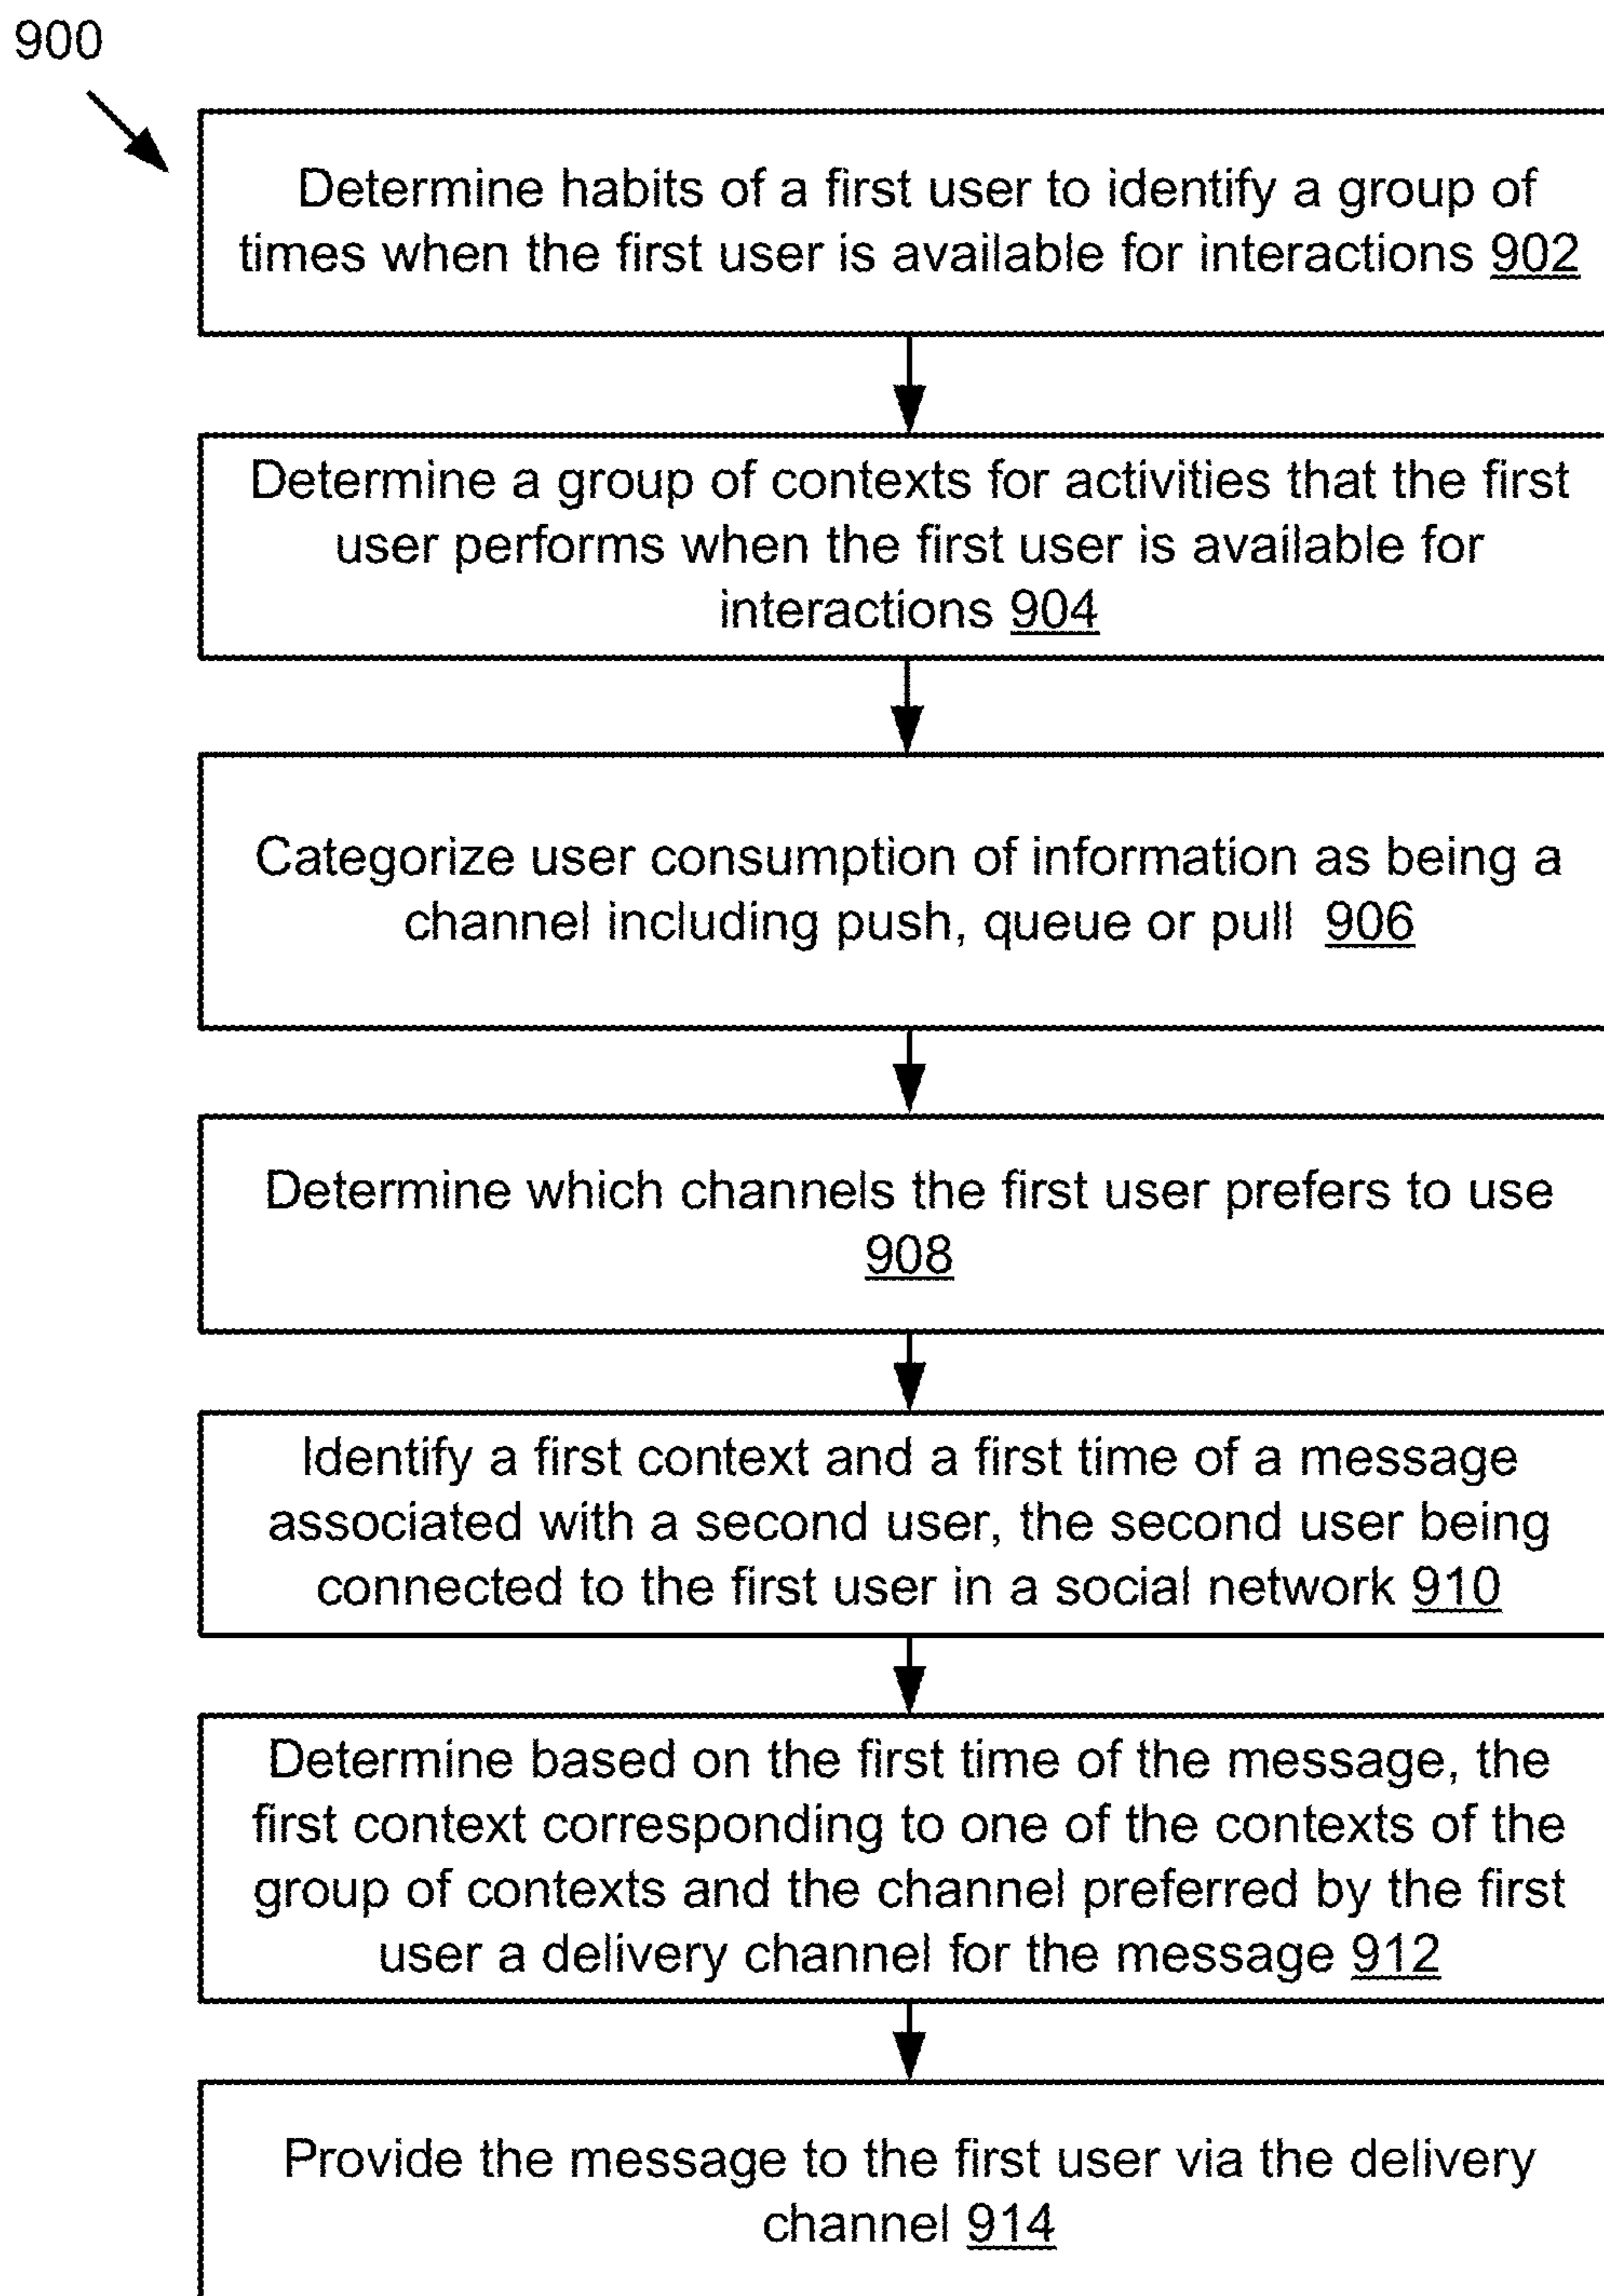 900
Determine habits of a first user to identify a group of
times when the first user is available for interactions 902
Determine a group of contexts for activities that the first
user performs when the first user is available for
interactions 904
Categorize user consumption of information as being a
channel including push, queue or pull 906
Determine which channels the first user prefers to use
908
Identify a first context and a first time of a message
associated with a second user, the second user being
connected to the first user in a social network 910
Determine based on the first time of the message, the
first context corresponding to one of the contexts of the
group of contexts and the channel preferred by the first
user a delivery channel for the message 912
Provide the message to the first user via the delivery
channel 914